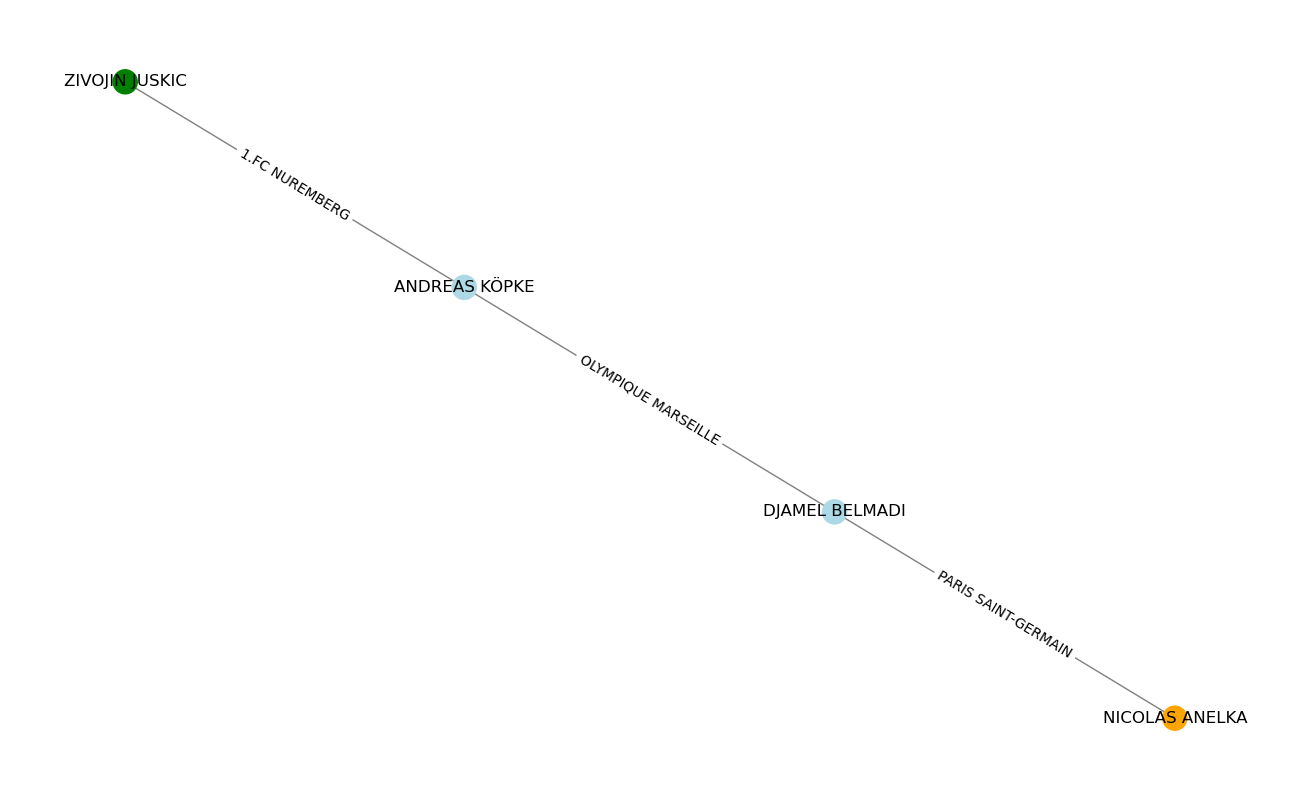 ZIVOJIN JUSKIC
1.FC NUREMBERG
ANDREAS KÖPKE
OLYMPIQUE MARSEILLE
DJAMEL BELMADI
PARIS SAINT-GERMAIN
NICOLAS ANELKA